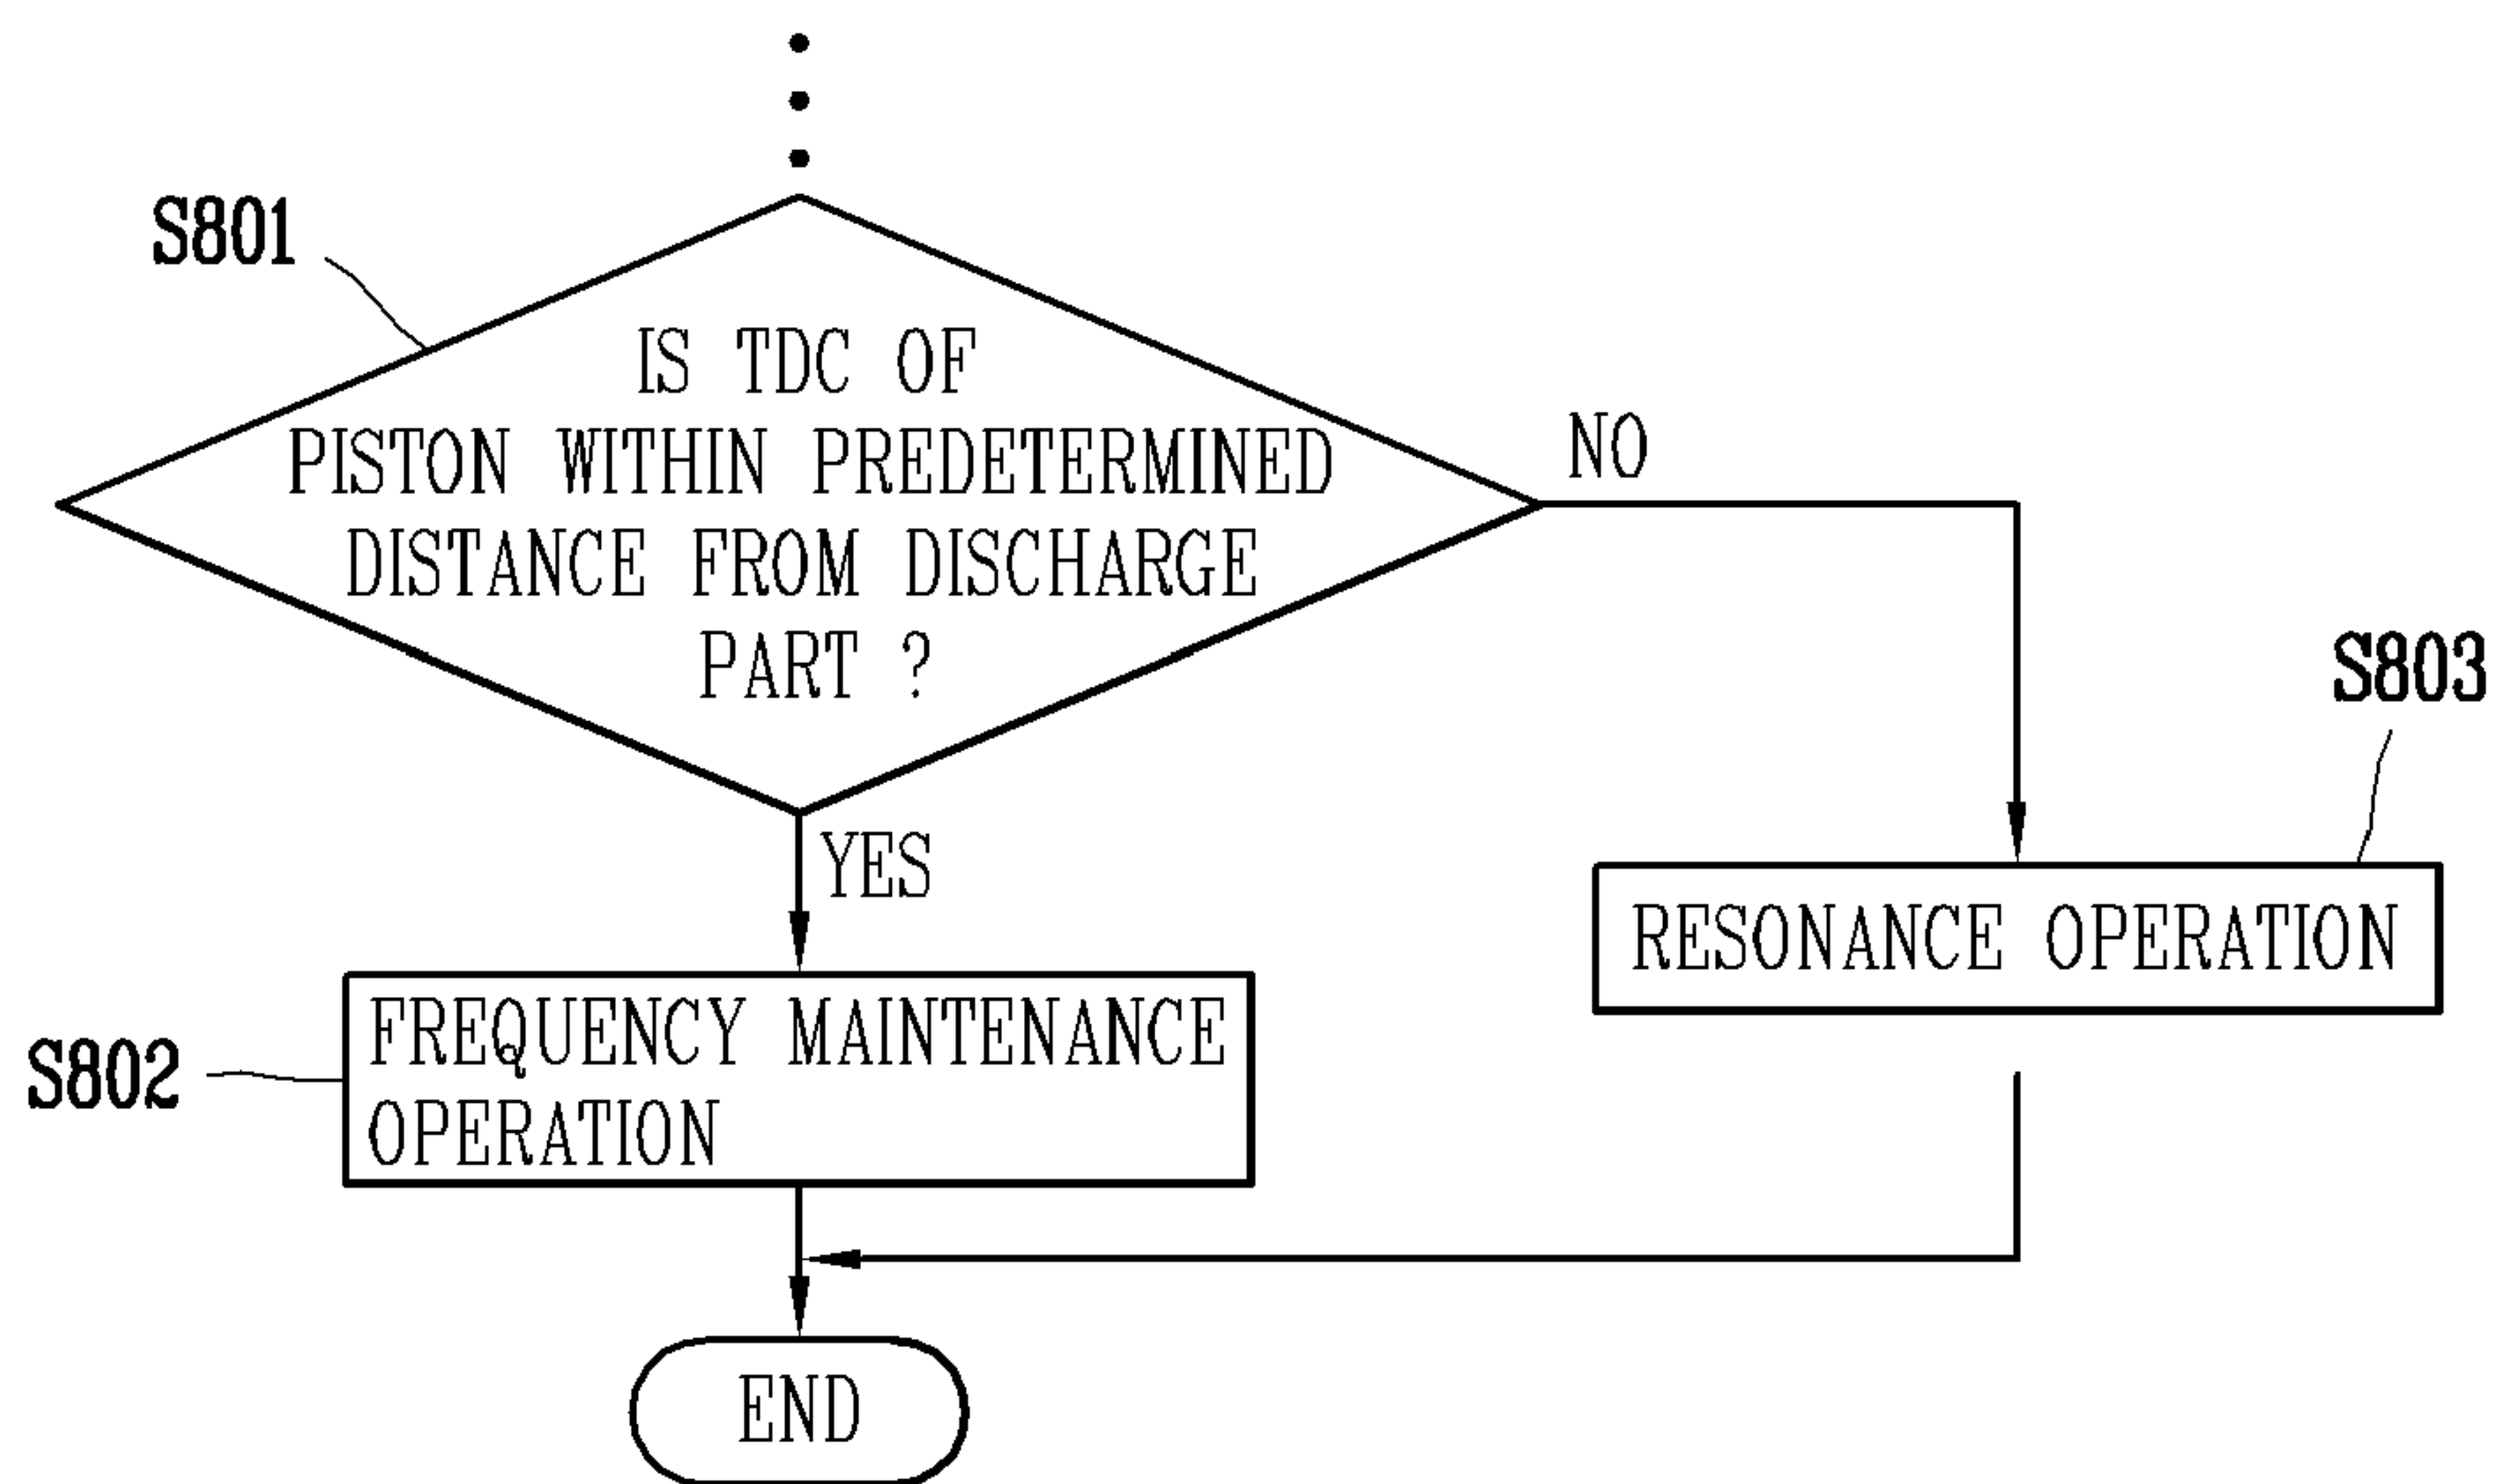 S801
IS TDC OF
PISTON WITHIN PREDETERMINED
DISTANCE FROM DISCHARGE
PART ?
NO
YES
S803
RESONANCE OPERATION
S802
FREQUENCY MAINTENANCE
OPERATION
END